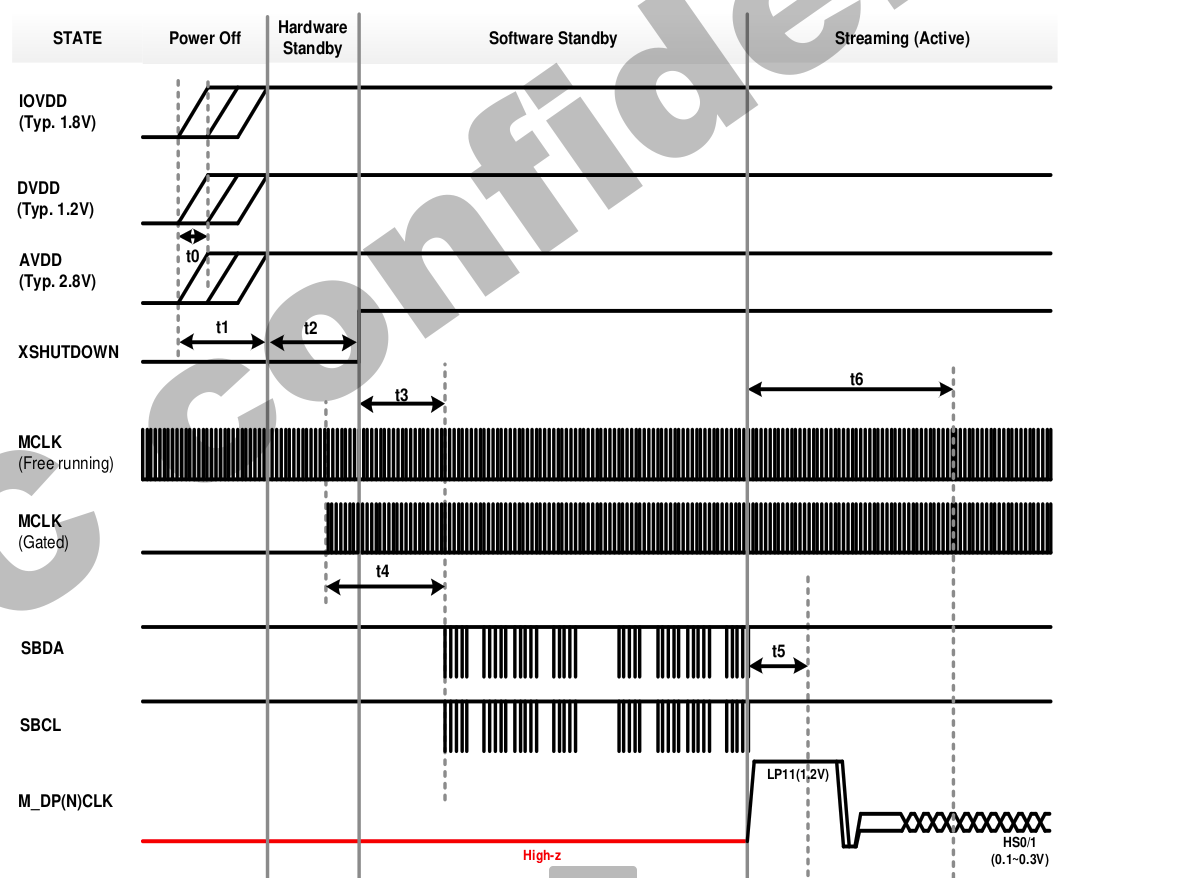 STATE Power Off Hardware Standby Software Standby Streaming (Active)
IOVDD
(Typ. 1.8V)
DVDD
(Typ. 1.2V)
t0
AVDD
(Typ. 2.8V)
t1 t2
XSHUTDOWN
t6
t3
MCLK
(Free running)
MCLK
(Gated)
t4
SBDA
t5
SBCL
LP11(1.2V)
M_DP(N)CLK
High-z
HS0/1
(0.1~0.3V)
C Confide